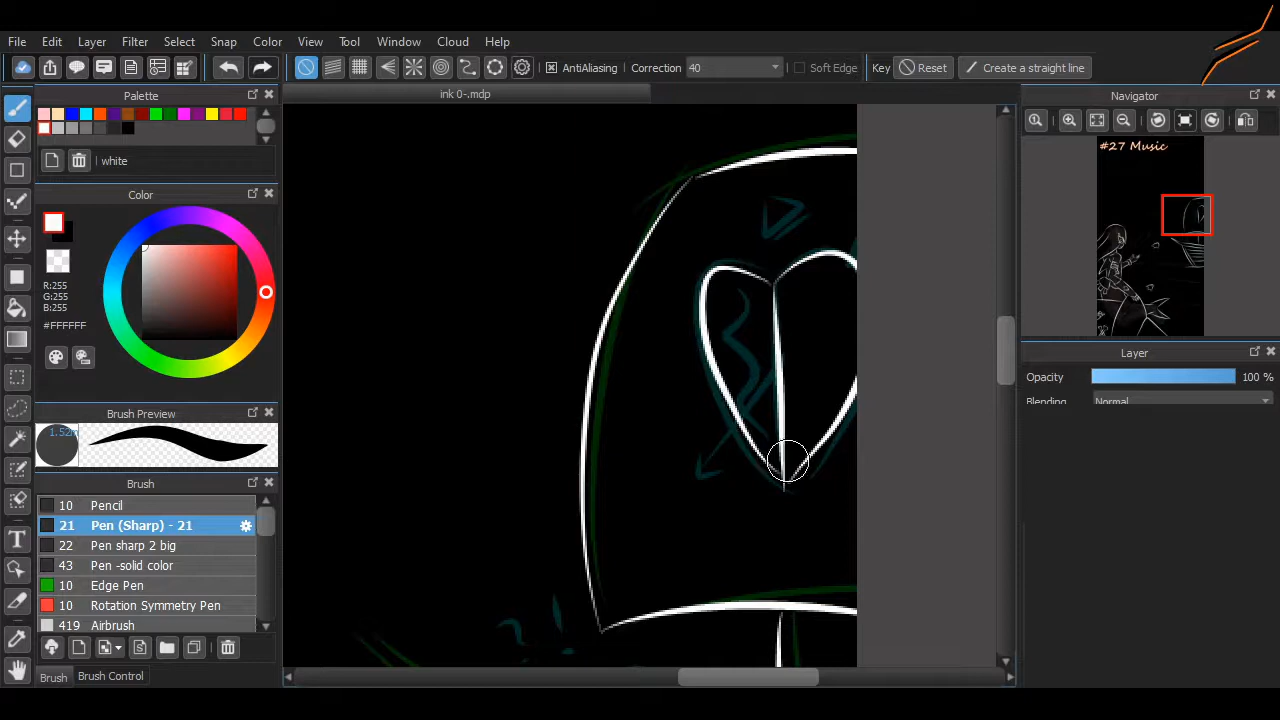 File Edit Layer Filter Select Snap Color View Tool Window Cloud Help
AntiAliasing Correction 40 Soft Edge Key Reset Create a straight line
Palette
ink 0-.mdp
Navigator
white
#27 Music
Color
R:255
G:255
B:255
#FFFFFF
Layer
Opacity 100 %
Blending Normal
Brush Preview
1.52m
Brush
10 Pencil
21 Pen (Sharp) - 21
22 Pen sharp 2 big
43 Pen -solid color
10 Edge Pen
10 Rotation Symmetry Pen
419 Airbrush
Brush Brush Control